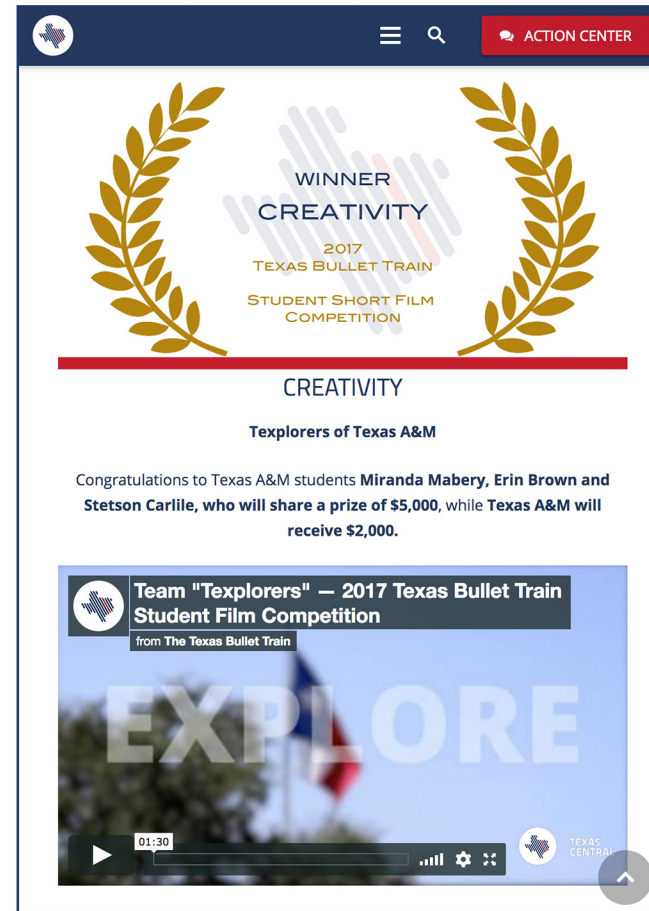 ACTION CENTER
WINNER
CREATIVITY
2017
TEXAS BULLET TRAIN
STUDENT SHORT FILM
COMPETITION
CREATIVITY
Texplorers of Texas A&M
Congratulations to Texas A&M students Miranda Mabery, Erin Brown and
Stetson Carlile, who will share a prize of $5,000, while Texas A&M will
receive $2,000.
Team "Texplorers" — 2017 Texas Bullet Train
Student Film Competition
from The Texas Bullet Train
EXPLORE
01:30
TEXAS
CENTRAL